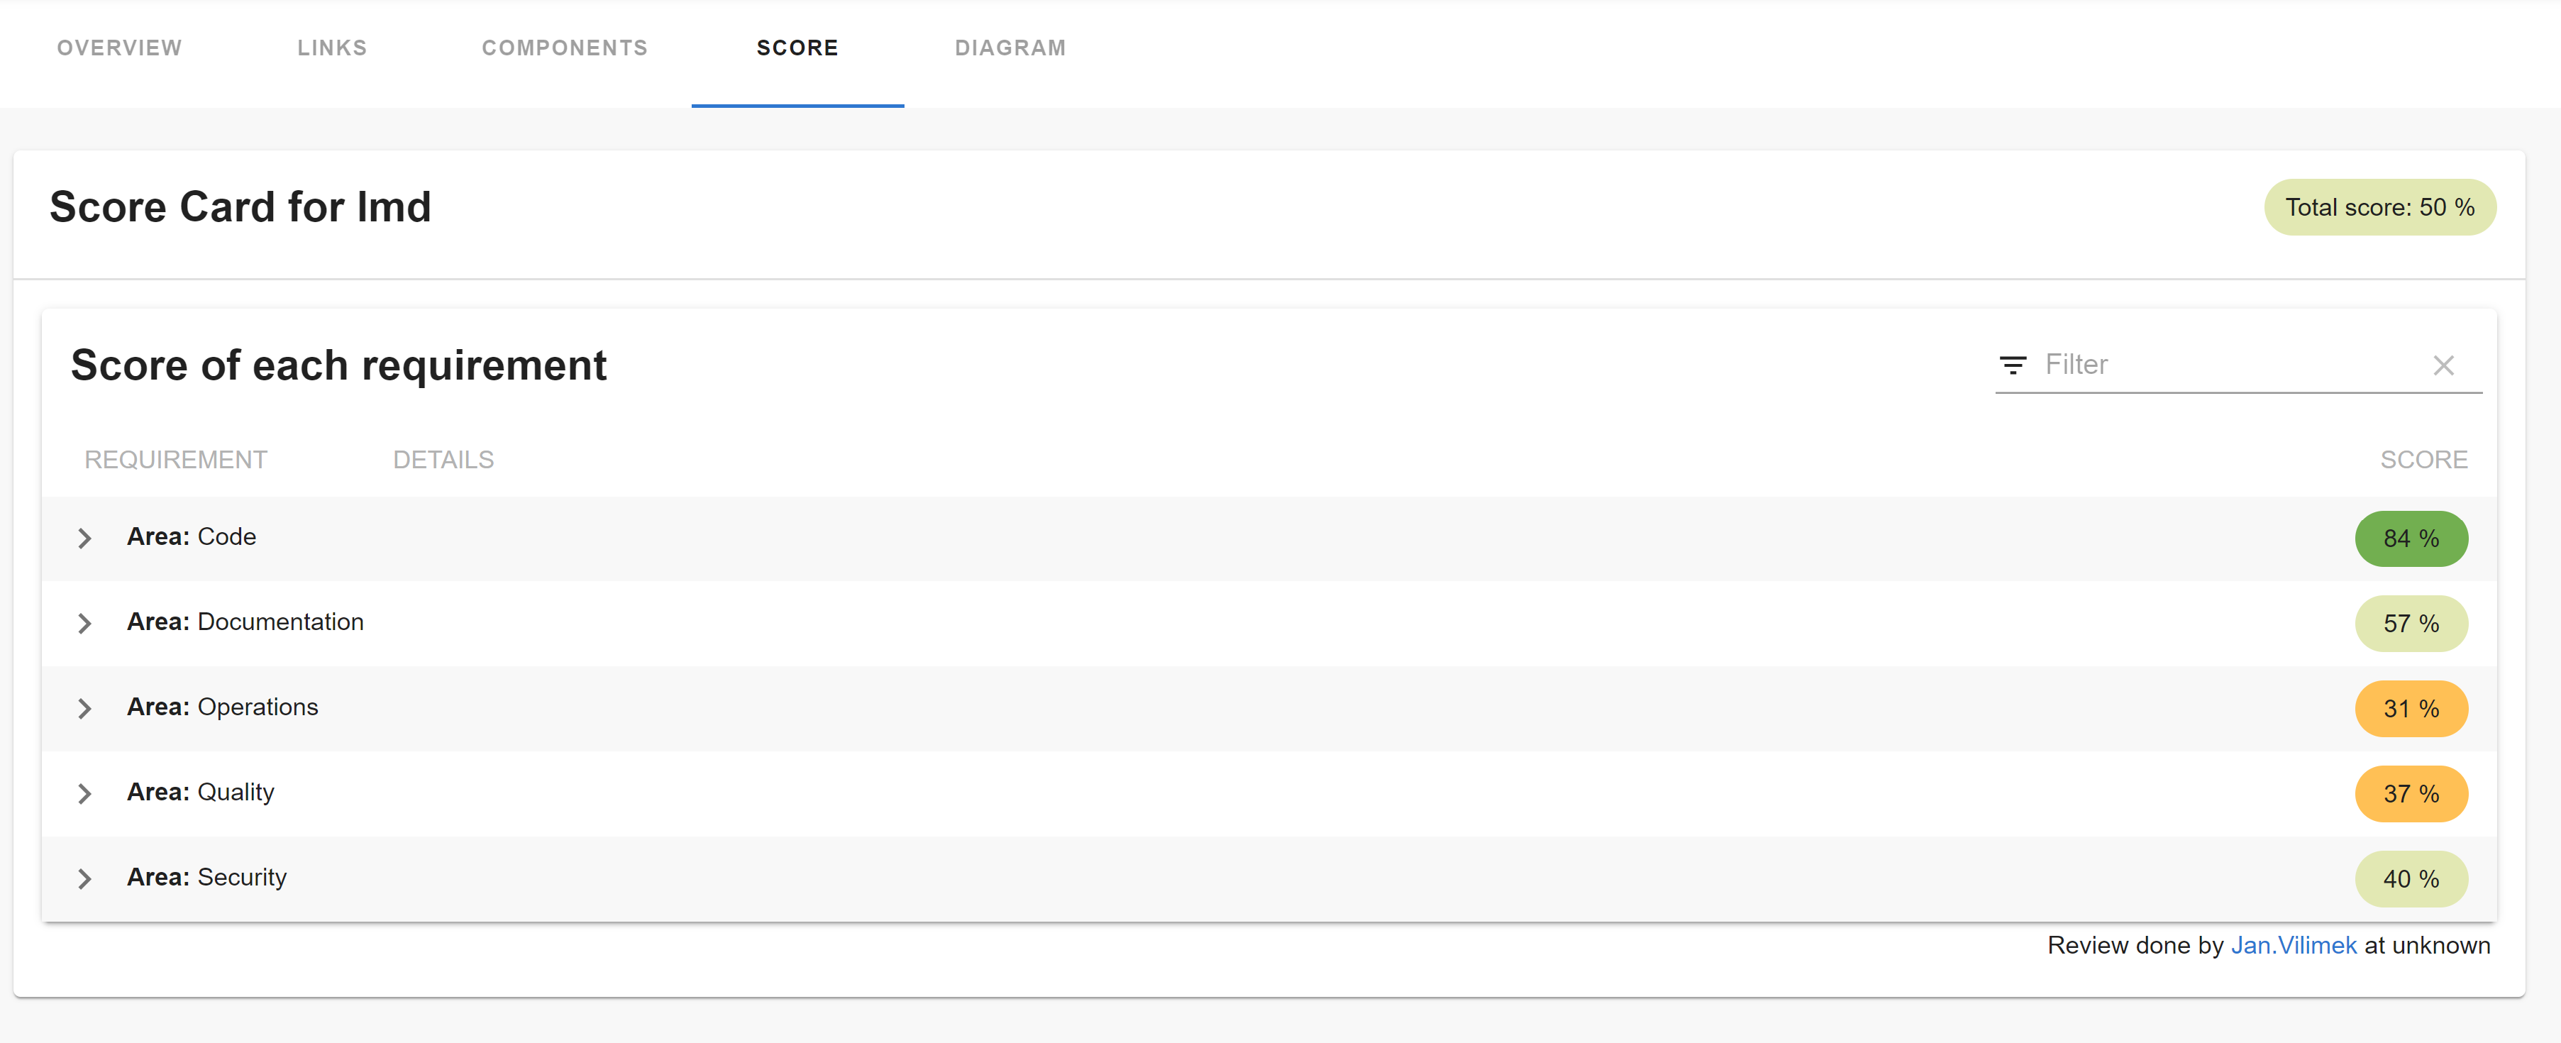 OVERVIEW LINKS COMPONENTS SCORE DIAGRAM
Score Card for lmd
Total score: 50 %
Score of each requirement
Filter
REQUIREMENT DETAILS SCORE
Area: Code 84 %
Area: Documentation 57 %
Area: Operations 31 %
Area: Quality 37 %
Area: Security 40 %
Review done by Jan.Vilimek at unknown